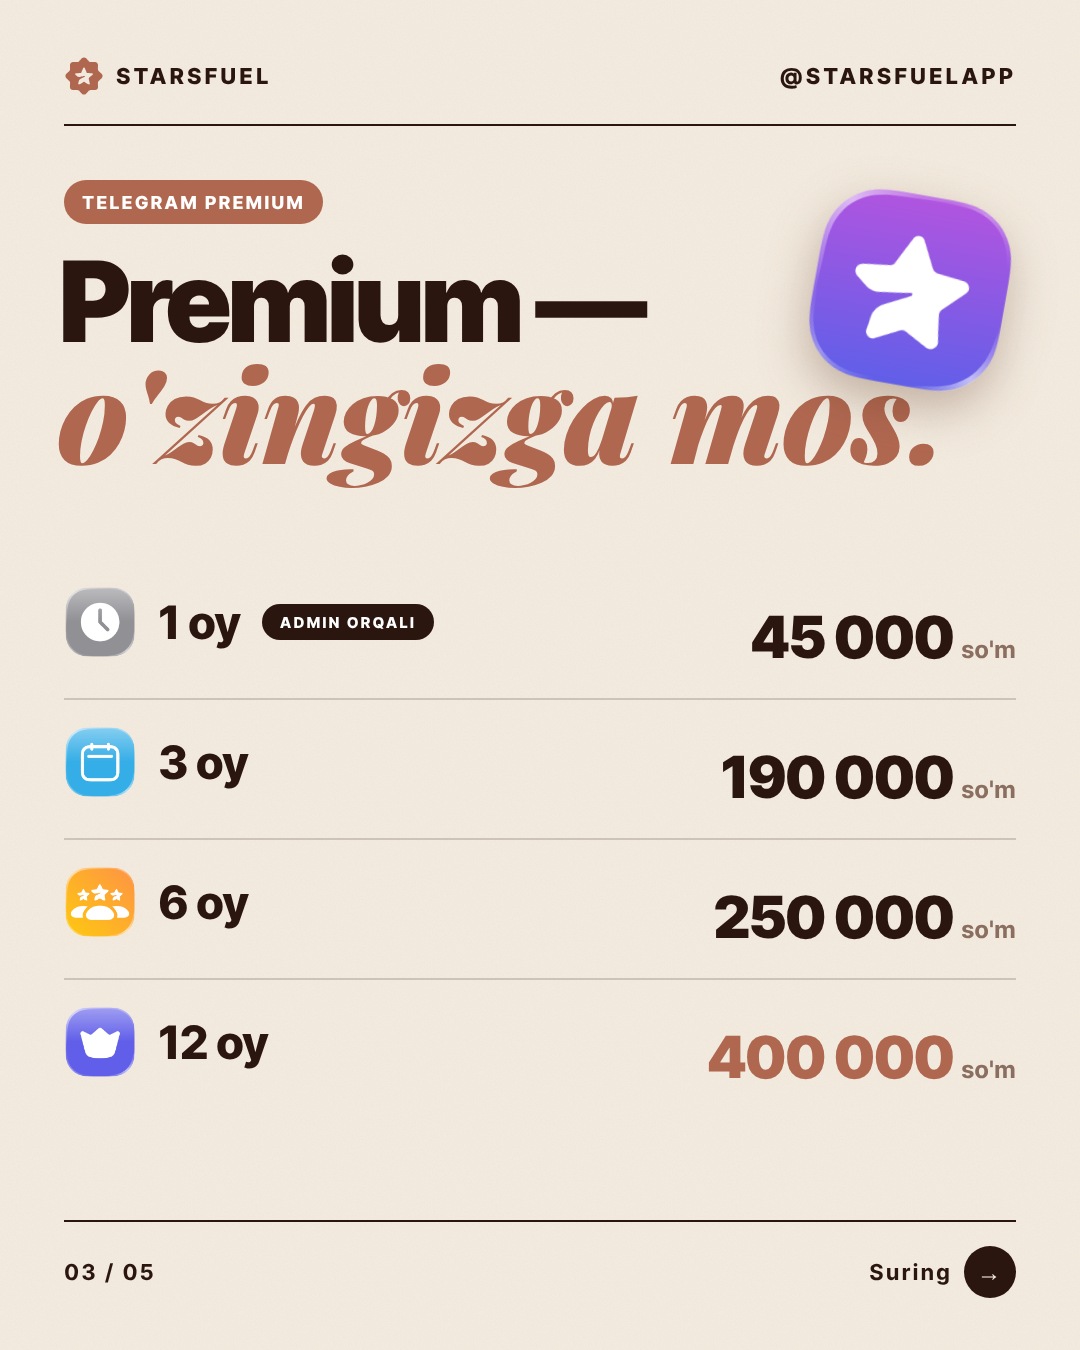 STARSFUEL
@STARSFUELAPP
TELEGRAM PREMIUM
Premium —
o'zingizga mos.
1 oy ADMIN ORQALI 45 000 so'm
3 oy 190 000 so'm
6 oy 250 000 so'm
12 oy 400 000 so'm
03 / 05
Suring →